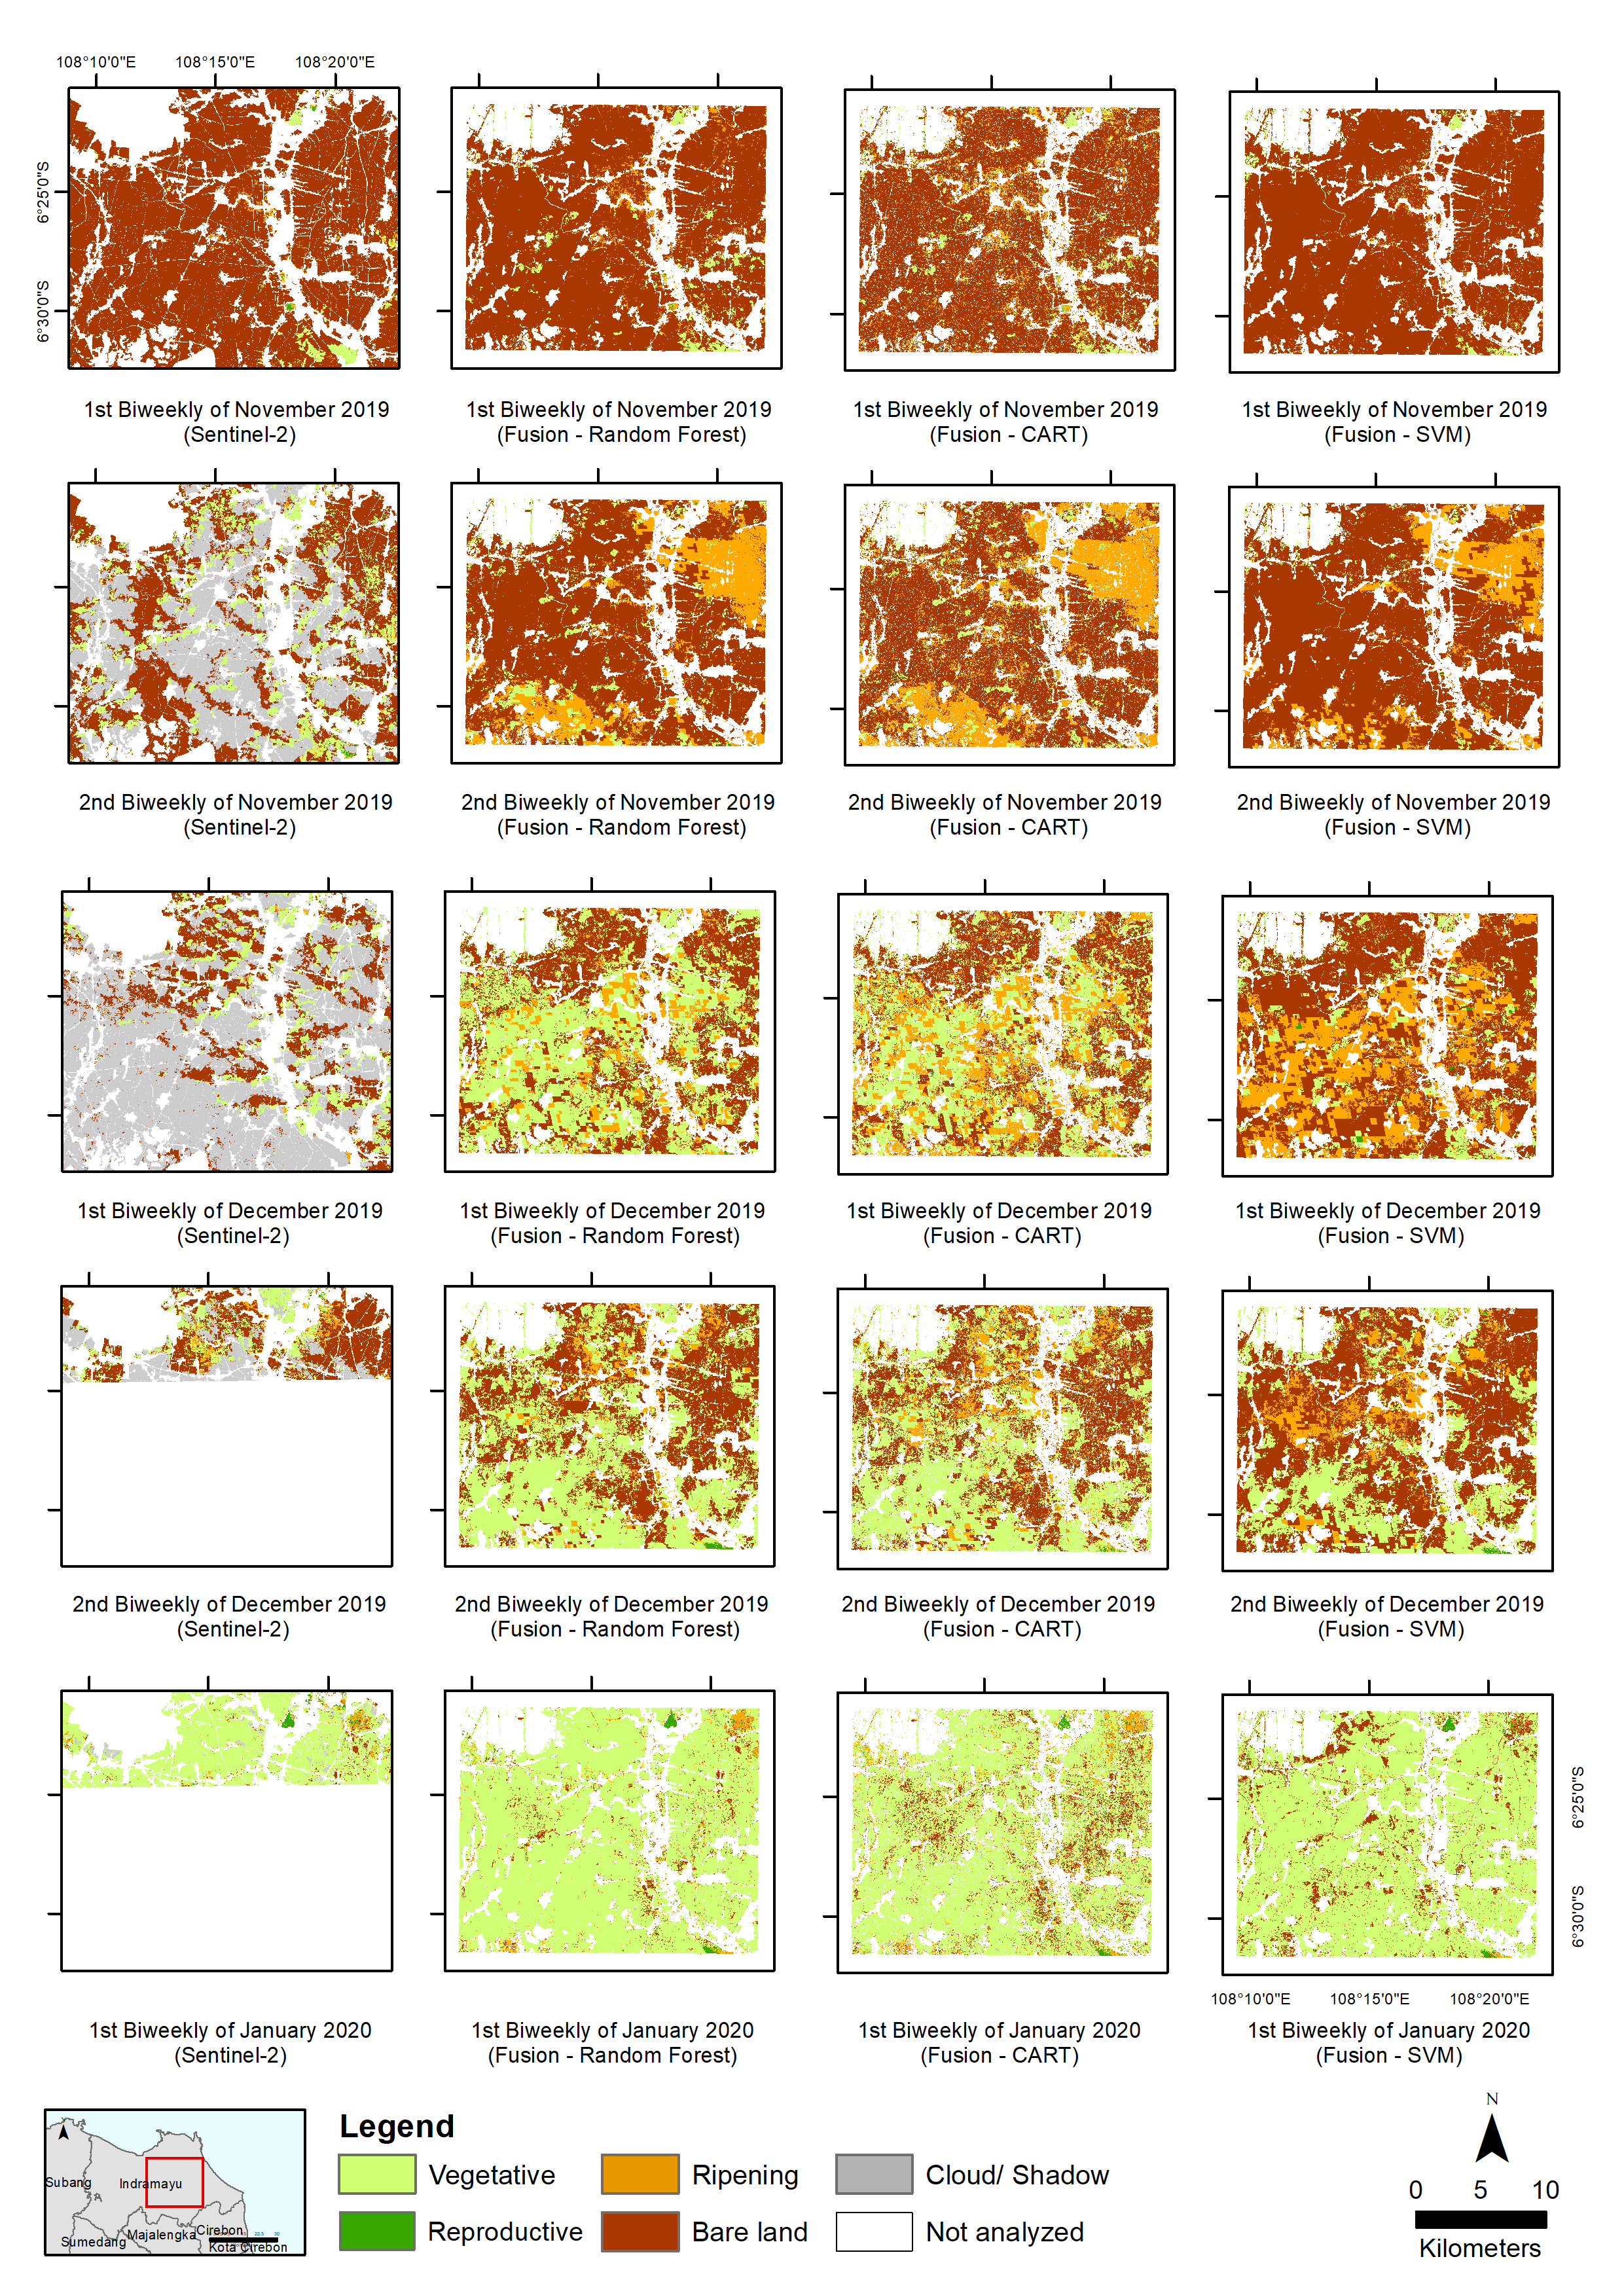 108°10'0"E 108°15'0"E 108°20'0"E
6°25'0"S
6°30'0"S
1st Biweekly of November 2019
(Sentinel-2)
1st Biweekly of November 2019
(Fusion - Random Forest)
1st Biweekly of November 2019
(Fusion - CART)
1st Biweekly of November 2019
(Fusion - SVM)
2nd Biweekly of November 2019
(Sentinel-2)
2nd Biweekly of November 2019
(Fusion - Random Forest)
2nd Biweekly of November 2019
(Fusion - CART)
2nd Biweekly of November 2019
(Fusion - SVM)
1st Biweekly of December 2019
(Sentinel-2)
1st Biweekly of December 2019
(Fusion - Random Forest)
1st Biweekly of December 2019
(Fusion - CART)
1st Biweekly of December 2019
(Fusion - SVM)
2nd Biweekly of December 2019
(Sentinel-2)
2nd Biweekly of December 2019
(Fusion - Random Forest)
2nd Biweekly of December 2019
(Fusion - CART)
2nd Biweekly of December 2019
(Fusion - SVM)
6°25'0"S
6°30'0"S
108°10'0"E 108°15'0"E 108°20'0"E
1st Biweekly of January 2020
(Sentinel-2)
1st Biweekly of January 2020
(Fusion - Random Forest)
1st Biweekly of January 2020
(Fusion - CART)
1st Biweekly of January 2020
(Fusion - SVM)
Subang
Indramayu
Sumedang
Majalengka
Cirebon
Kota Cirebon
Legend
Vegetative
Ripening
Cloud/ Shadow
Reproductive
Bare land
Not analyzed
N
0 5 10
Kilometers